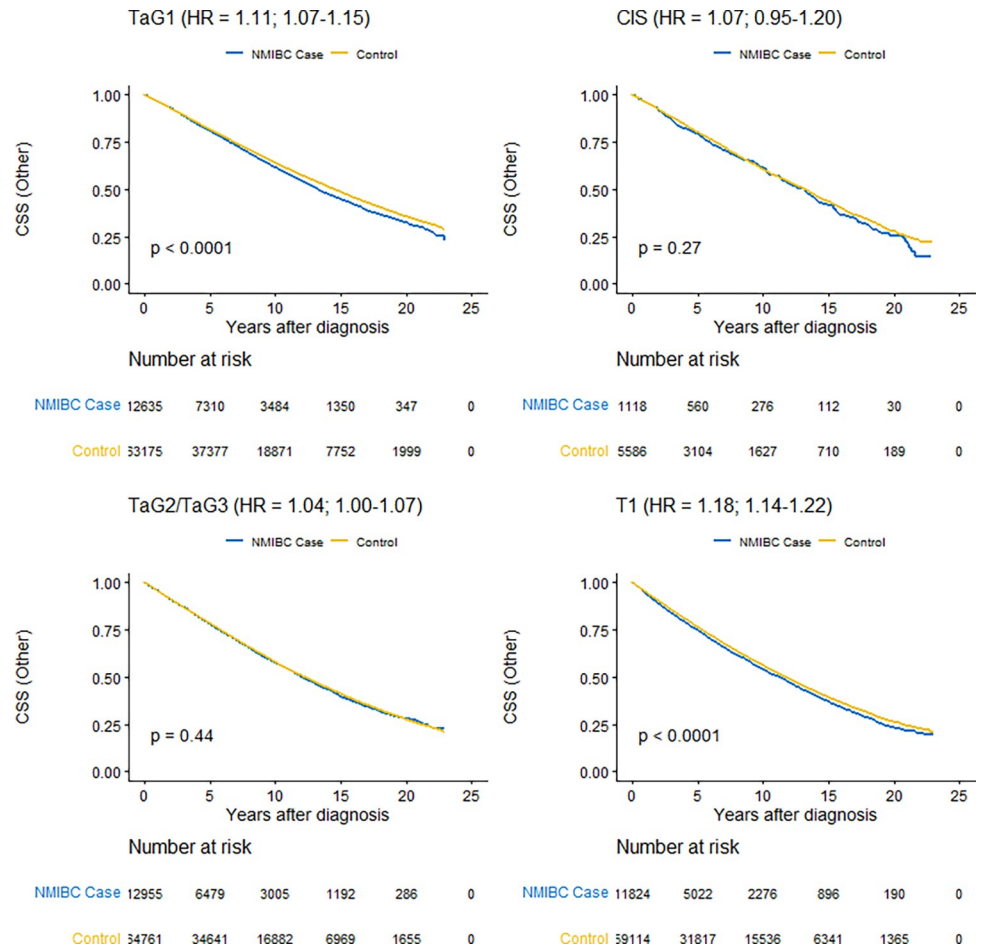 TaG1 (HR = 1.11; 1.07-1.15)
NMIBC Case Control
CSS (Other)
1.00
0.75
0.50
0.25
0.00
p < 0.0001
0 5 10 15 20 25
Years after diagnosis
Number at risk
NMIBC Case 12635 7310 3484 1350 347 0
Control 37377 18871 7752 1999 0
CIS (HR = 1.07; 0.95-1.20)
NMIBC Case Control
CSS (Other)
1.00
0.75
0.50
0.25
0.00
p = 0.27
0 5 10 15 20 25
Years after diagnosis
Number at risk
NMIBC Case 1118 560 276 112 30 0
Control 5586 3104 1627 710 189 0
TaG2/TaG3 (HR = 1.04; 1.00-1.07)
NMIBC Case Control
CSS (Other)
1.00
0.75
0.50
0.25
0.00
p = 0.44
0 5 10 15 20 25
Years after diagnosis
Number at risk
NMIBC Case 12955 6479 3005 1192 286 0
Control 34641 16882 6969 1655 0
T1 (HR = 1.18; 1.14-1.22)
NMIBC Case Control
CSS (Other)
1.00
0.75
0.50
0.25
0.00
p < 0.0001
0 5 10 15 20 25
Years after diagnosis
Number at risk
NMIBC Case 11824 5022 2276 896 190 0
Control 59114 31817 15536 6341 1365 0